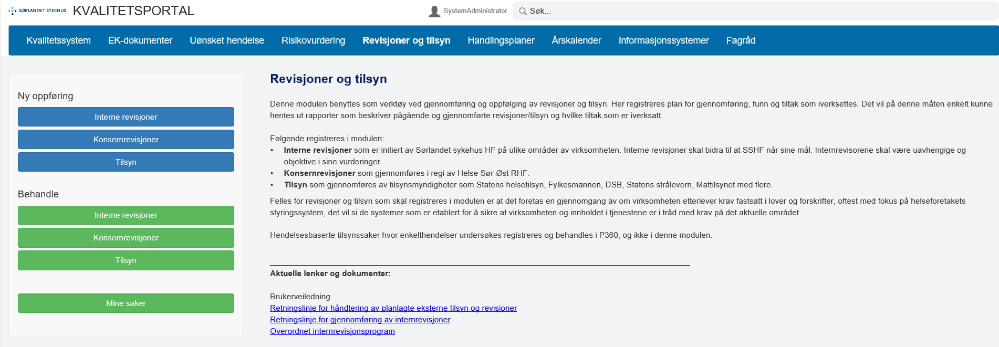 SØRLANDET SYKEHUS KVALITETSPORTAL
SystemAdministrator
Søk...
Kvalitetssystem EK-dokumenter Uønsket hendelse Risikovurdering Revisjoner og tilsyn Handlingsplaner Årskalender Informasjonssystemer Fagråd
Ny oppføring
Interne revisjoner
Konsernrevisjoner
Tilsyn
Behandle
Interne revisjoner
Konsernrevisjoner
Tilsyn
Mine saker
Revisjoner og tilsyn
Denne modulen benyttes som verktøy ved gjennomføring og oppfølging av revisjoner og tilsyn. Her registreres plan for gjennomføring, funn og tiltak som iverksettes. Det vil på denne måten enkelt kunne
hentes ut rapporter som beskriver pågående og gjennomførte revisjoner/tilsyn og hvilke tiltak som er iverksatt.
Følgende registreres i modulen:
• Interne revisjoner som er initiert av Sørlandet sykehus HF på ulike områder av virksomheten. Interne revisjoner skal bidra til at SSHF når sine mål. Internrevisorene skal være uavhengige og
objektive i sine vurderinger.
• Konsernrevisjoner som gjennomføres i regi av Helse Sør-Øst RHF.
• Tilsyn som gjennomføres av tilsynsmyndigheter som Statens helsetilsyn, Fylkesmannen, DSB, Statens strålevern, Mattilsynet med flere.
Felles for revisjoner og tilsyn som skal registreres i modulen er at det foretas en gjennomgang av om virksomheten etterlever krav fastsatt i lover og forskrifter, oftest med fokus på helseforetakets
styringssystem, det vil si de systemer som er etablert for å sikre at virksomheten og innholdet i tjenestene er i tråd med krav på det aktuelle området.
Hendelsesbaserte tilsynssaker hvor enkelthendelser undersøkes registreres og behandles i P360, og ikke i denne modulen.
Aktuelle lenker og dokumenter:
Brukerveiledning
Retningslinje for håndtering av planlagte eksterne tilsyn og revisjoner
Retningslinje for gjennomføring av internrevisjoner
Overordnet internrevisjonsprogram